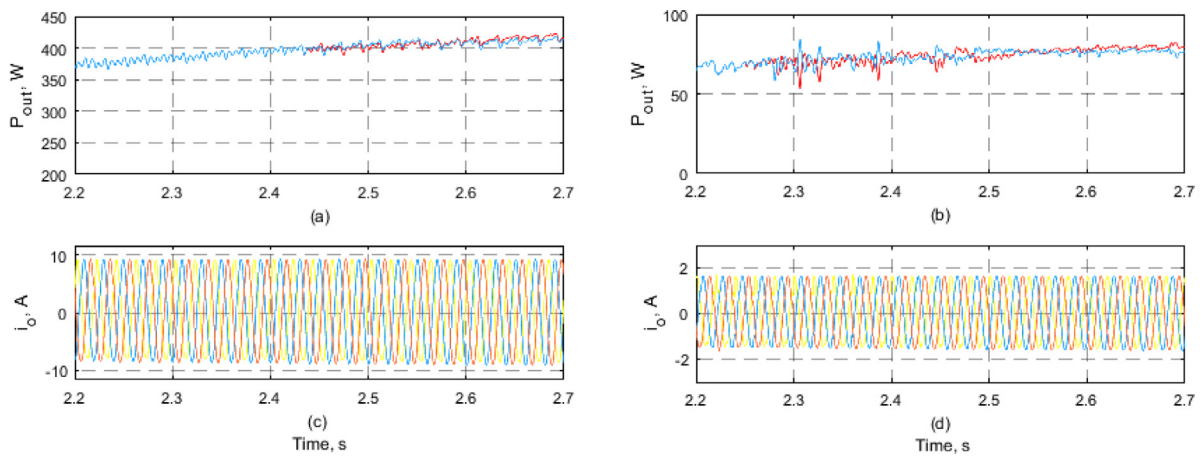 450
400
350
300
250
200
P_out, W
2.2 2.3 2.4 2.5 2.6 2.7
(a)
100
50
0
P_out, W
2.2 2.3 2.4 2.5 2.6 2.7
(b)
10
0
-10
i_o, A
2.2 2.3 2.4 2.5 2.6 2.7
(c)
Time, s
2
0
-2
i_o, A
2.2 2.3 2.4 2.5 2.6 2.7
(d)
Time, s